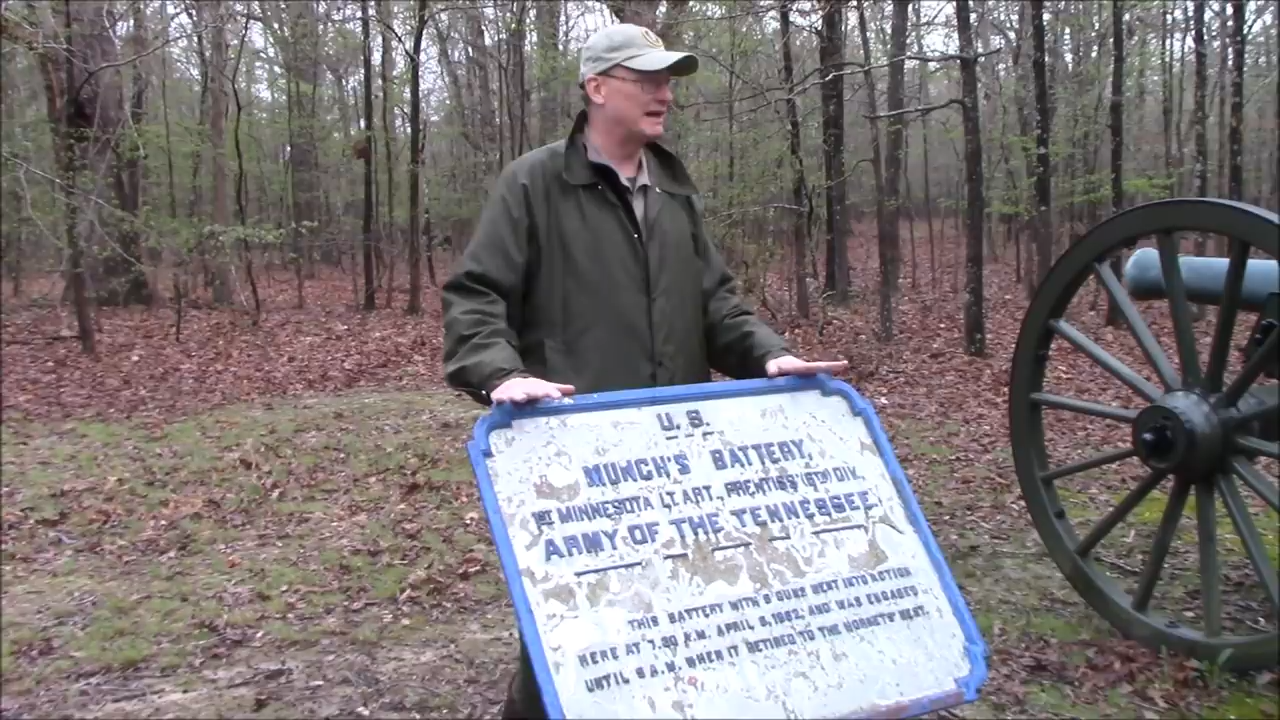 U.S.
MUNCH'S BATTERY,
1ST MINNESOTA LT. ART., PRENTISS' (6TH) DIV.,
ARMY OF THE TENNESSEE.
THIS BATTERY WITH 6 GUNS WENT INTO ACTION
HERE AT 7.30 A.M. APRIL 6, 1862, AND WAS ENGAGED
UNTIL 9 A.M. WHEN IT RETIRED TO THE HORNETS' NEST.